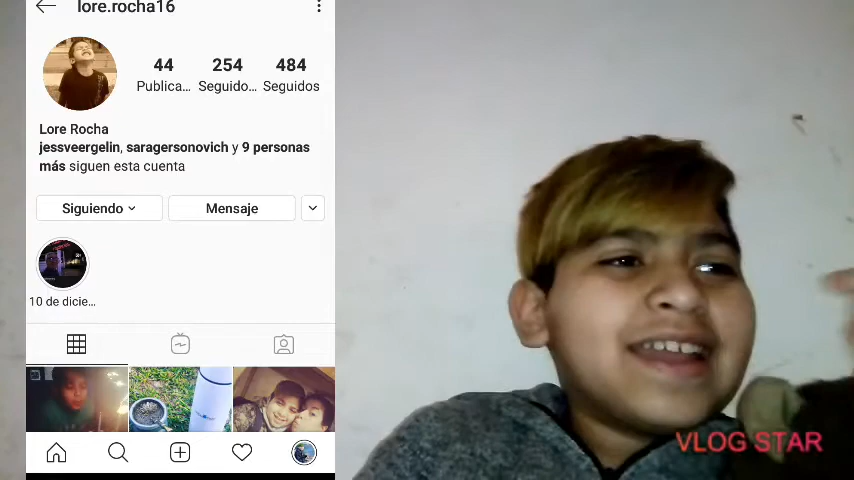 lore.rocha16
44
254
484
Publica...
Seguido...
Seguidos
Lore Rocha
jessveergelin, saragersonovich y 9 personas
más siguen esta cuenta
Siguiendo
Mensaje
10 de dicie...
VLOG STAR